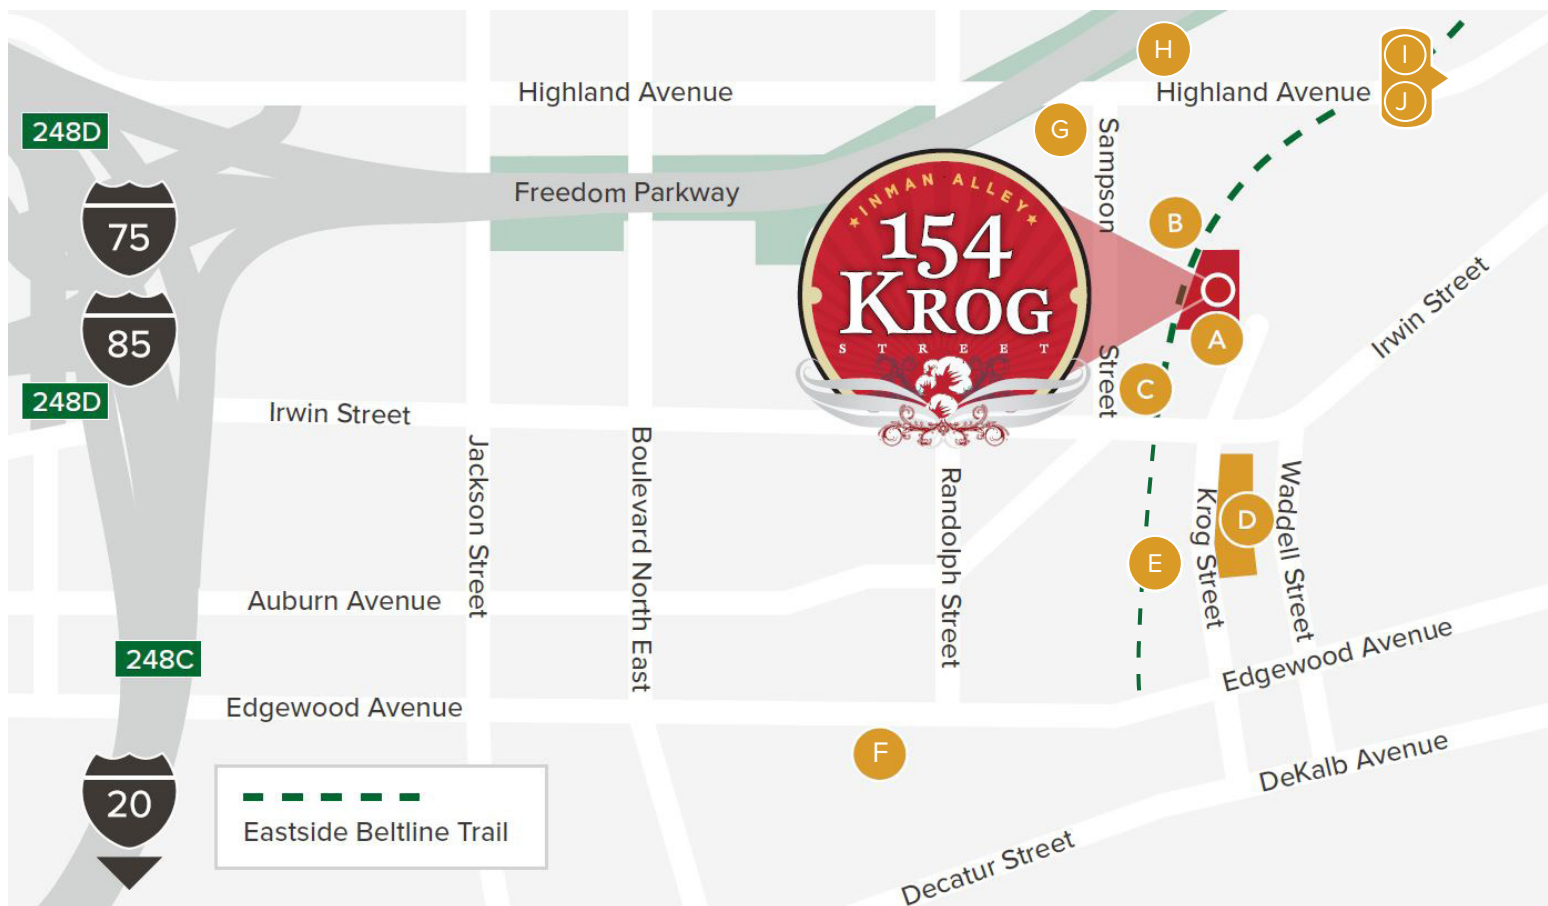 H
I
J
Highland Avenue
Highland Avenue
248D
G
Sampson
Street
Freedom Parkway
INMAN ALLEY
154
KROG
STREET
75
B
A
85
Irwin Street
C
248D
Irwin Street
Jackson Street
Boulevard North East
Randolph Street
Krog Street
Waddell Street
D
E
Auburn Avenue
248C
Edgewood Avenue
Edgewood Avenue
F
DeKalb Avenue
20
Eastside Beltline Trail
Decatur Street